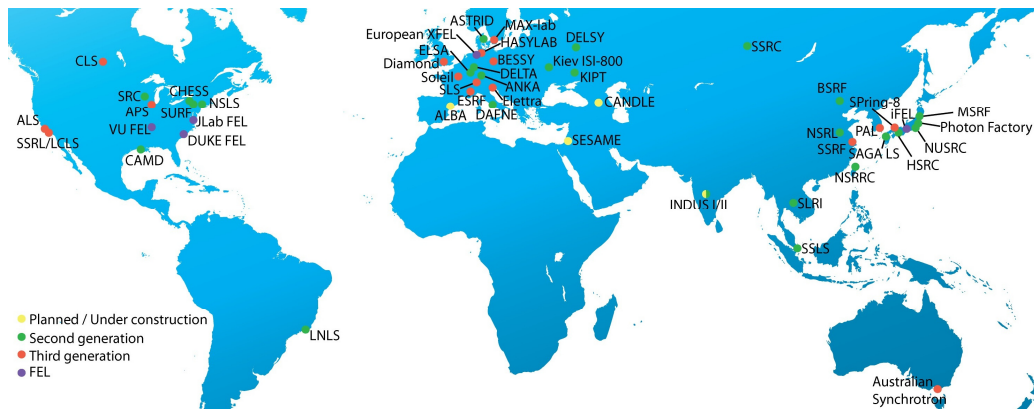 CLS
SRC
CHESS
APS
SURF
NSLS
JLab FEL
ALS
VU FEL
DUKE FEL
SSRL/LCLS
CAMD
LNLS
ASTRID
MAX-lab
European XFEL
HASYLAB
ELSA
BESSY
Diamond
DELTA
Soleil
ANKA
SLS
ESRF
Elettra
ALBA
DAFNE
DELSY
Kiev ISI-800
KIPT
CANDLE
SESAME
SSRC
BSRF
SPring-8
iFEL
MSRF
Photon Factory
NSRL
PAL
NUSRC
SSRF
SAGA LS
HSRC
NSRRC
INDUS I/II
SLRI
SSLS
Australian
Synchrotron
Planned / Under construction
Second generation
Third generation
FEL